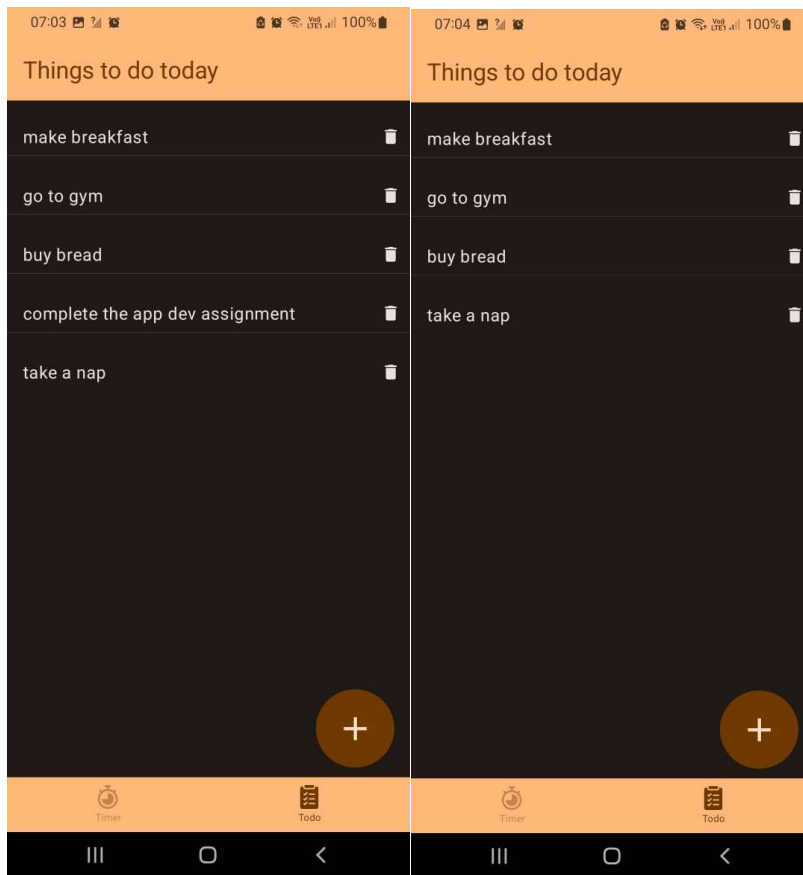 07:03 100%
Things to do today
make breakfast
go to gym
buy bread
complete the app dev assignment
take a nap
Timer Todo
07:04 100%
Things to do today
make breakfast
go to gym
buy bread
take a nap
Timer Todo